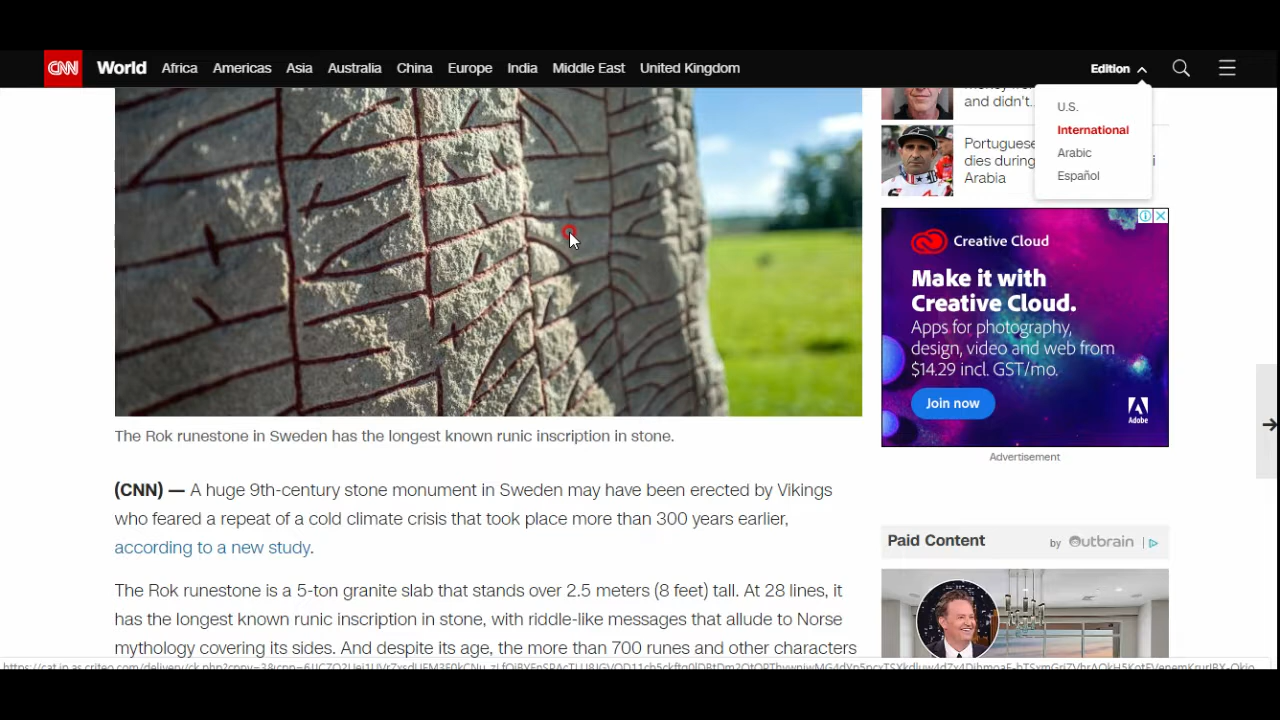 CNN World Africa Americas Asia Australia China Europe India Middle East United Kingdom Edition
U.S.
International
Arabic
Español
and didn't.
Portuguese
dies during i
Arabia
Creative Cloud
Make it with
Creative Cloud.
Apps for photography,
design, video and web from
$14.29 incl. GST/mo.
Join now
Adobe
Advertisement
The Rok runestone in Sweden has the longest known runic inscription in stone.
(CNN) — A huge 9th-century stone monument in Sweden may have been erected by Vikings
who feared a repeat of a cold climate crisis that took place more than 300 years earlier,
according to a new study.
The Rok runestone is a 5-ton granite slab that stands over 2.5 meters (8 feet) tall. At 28 lines, it
has the longest known runic inscription in stone, with riddle-like messages that allude to Norse
mythology covering its sides. And despite its age, the more than 700 runes and other characters
Paid Content by Outbrain